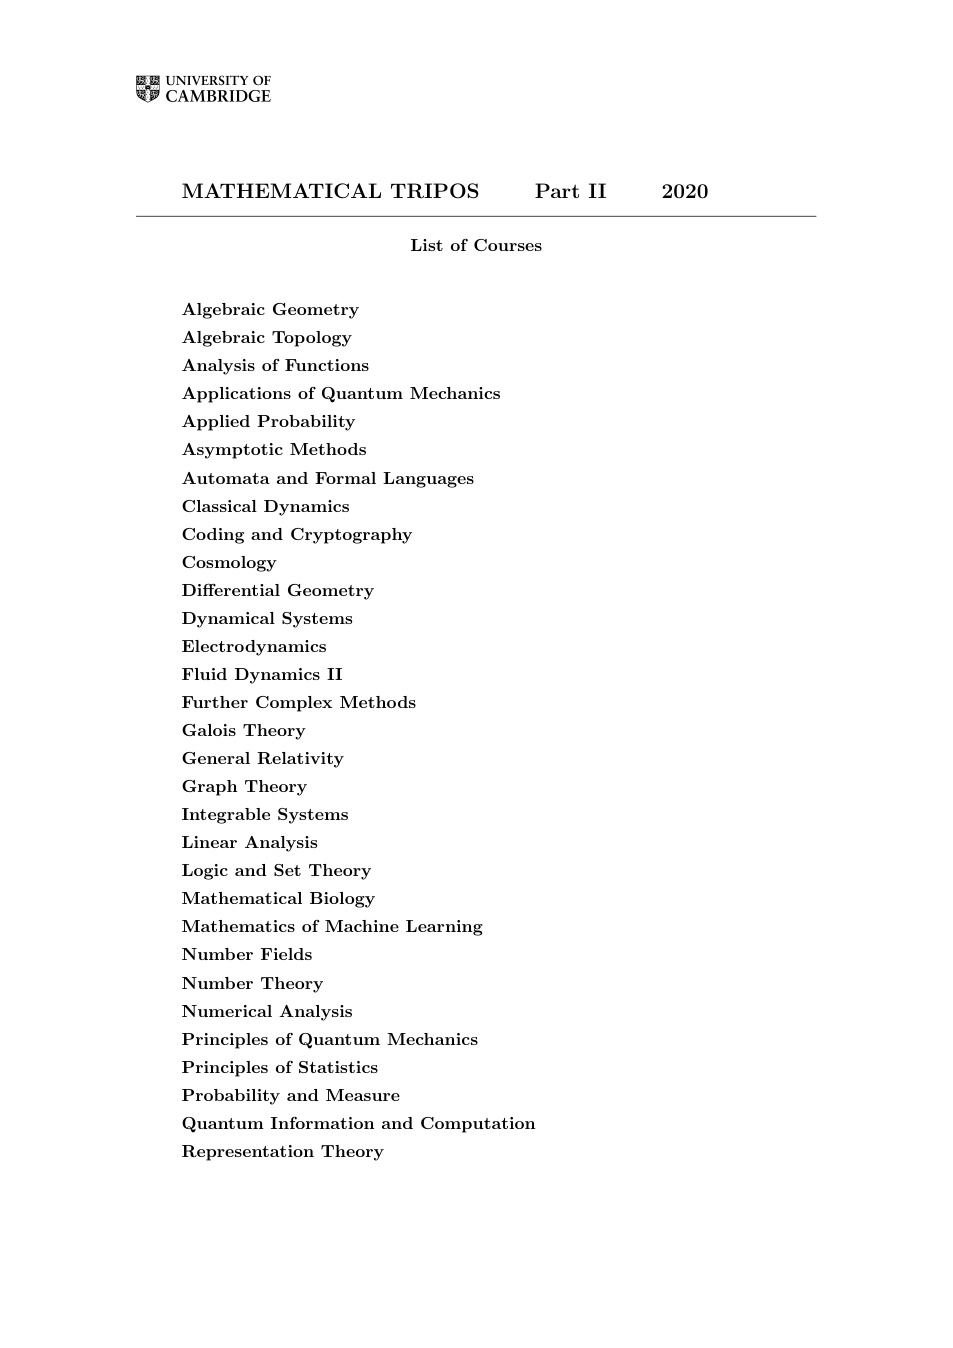 UNIVERSITY OF
CAMBRIDGE
MATHEMATICAL TRIPOS Part II 2020
List of Courses
Algebraic Geometry
Algebraic Topology
Analysis of Functions
Applications of Quantum Mechanics
Applied Probability
Asymptotic Methods
Automata and Formal Languages
Classical Dynamics
Coding and Cryptography
Cosmology
Differential Geometry
Dynamical Systems
Electrodynamics
Fluid Dynamics II
Further Complex Methods
Galois Theory
General Relativity
Graph Theory
Integrable Systems
Linear Analysis
Logic and Set Theory
Mathematical Biology
Mathematics of Machine Learning
Number Fields
Number Theory
Numerical Analysis
Principles of Quantum Mechanics
Principles of Statistics
Probability and Measure
Quantum Information and Computation
Representation Theory